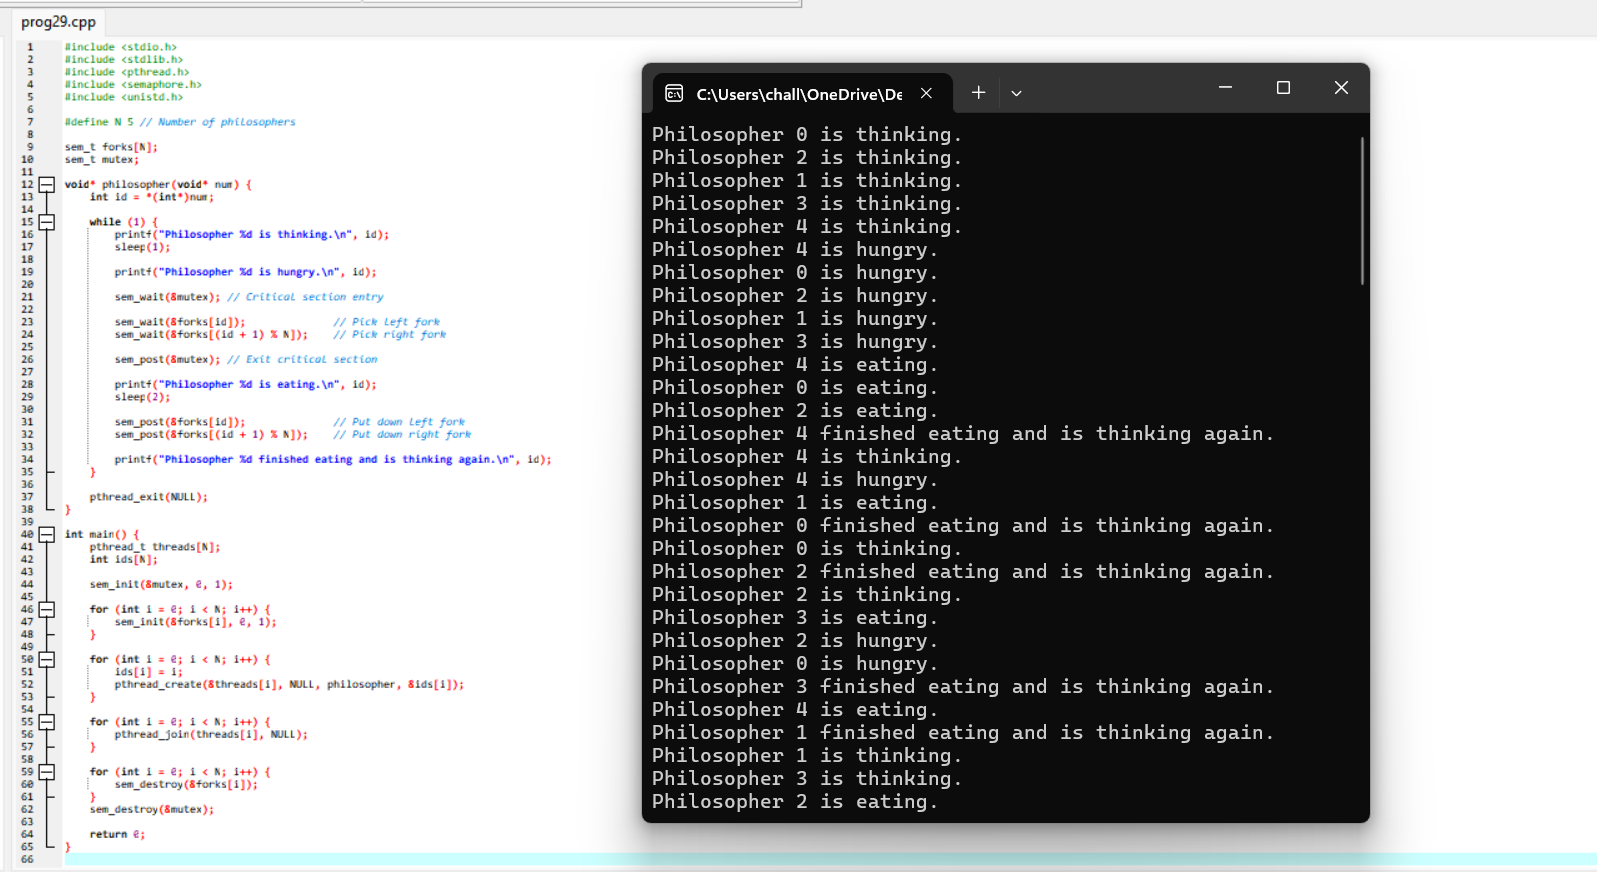 prog29.cpp
1 #include <stdio.h>
2 #include <stdlib.h>
3 #include <pthread.h>
4 #include <semaphore.h>
5 #include <unistd.h>
6
7 #define N 5 // Number of philosophers
8
9 sem_t forks[N];
10 sem_t mutex;
11
12 void* philosopher(void* num) {
13 int id = *(int*)num;
14
15 while (1) {
16 printf("Philosopher %d is thinking.\n", id);
17 sleep(1);
18
19 printf("Philosopher %d is hungry.\n", id);
20
21 sem_wait(&mutex); // Critical section entry
22
23 sem_wait(&forks[id]); // Pick left fork
24 sem_wait(&forks[(id + 1) % N]); // Pick right fork
25
26 sem_post(&mutex); // Exit critical section
27
28 printf("Philosopher %d is eating.\n", id);
29 sleep(2);
30
31 sem_post(&forks[id]); // Put down left fork
32 sem_post(&forks[(id + 1) % N]); // Put down right fork
33
34 printf("Philosopher %d finished eating and is thinking again.\n", id);
35 }
36
37 pthread_exit(NULL);
38 }
39
40 int main() {
41 pthread_t threads[N];
42 int ids[N];
43
44 sem_init(&mutex, 0, 1);
45
46 for (int i = 0; i < N; i++) {
47 sem_init(&forks[i], 0, 1);
48 }
49
50 for (int i = 0; i < N; i++) {
51 ids[i] = i;
52 pthread_create(&threads[i], NULL, philosopher, &ids[i]);
53 }
54
55 for (int i = 0; i < N; i++) {
56 pthread_join(threads[i], NULL);
57 }
58
59 for (int i = 0; i < N; i++) {
60 sem_destroy(&forks[i]);
61 }
62 sem_destroy(&mutex);
63
64 return 0;
65 }
66
C:\Users\chall\OneDrive\De
Philosopher 0 is thinking.
Philosopher 2 is thinking.
Philosopher 1 is thinking.
Philosopher 3 is thinking.
Philosopher 4 is thinking.
Philosopher 4 is hungry.
Philosopher 0 is hungry.
Philosopher 2 is hungry.
Philosopher 1 is hungry.
Philosopher 3 is hungry.
Philosopher 4 is eating.
Philosopher 0 is eating.
Philosopher 2 is eating.
Philosopher 4 finished eating and is thinking again.
Philosopher 4 is thinking.
Philosopher 4 is hungry.
Philosopher 1 is eating.
Philosopher 0 finished eating and is thinking again.
Philosopher 0 is thinking.
Philosopher 2 finished eating and is thinking again.
Philosopher 2 is thinking.
Philosopher 3 is eating.
Philosopher 2 is hungry.
Philosopher 0 is hungry.
Philosopher 3 finished eating and is thinking again.
Philosopher 4 is eating.
Philosopher 1 finished eating and is thinking again.
Philosopher 1 is thinking.
Philosopher 3 is thinking.
Philosopher 2 is eating.